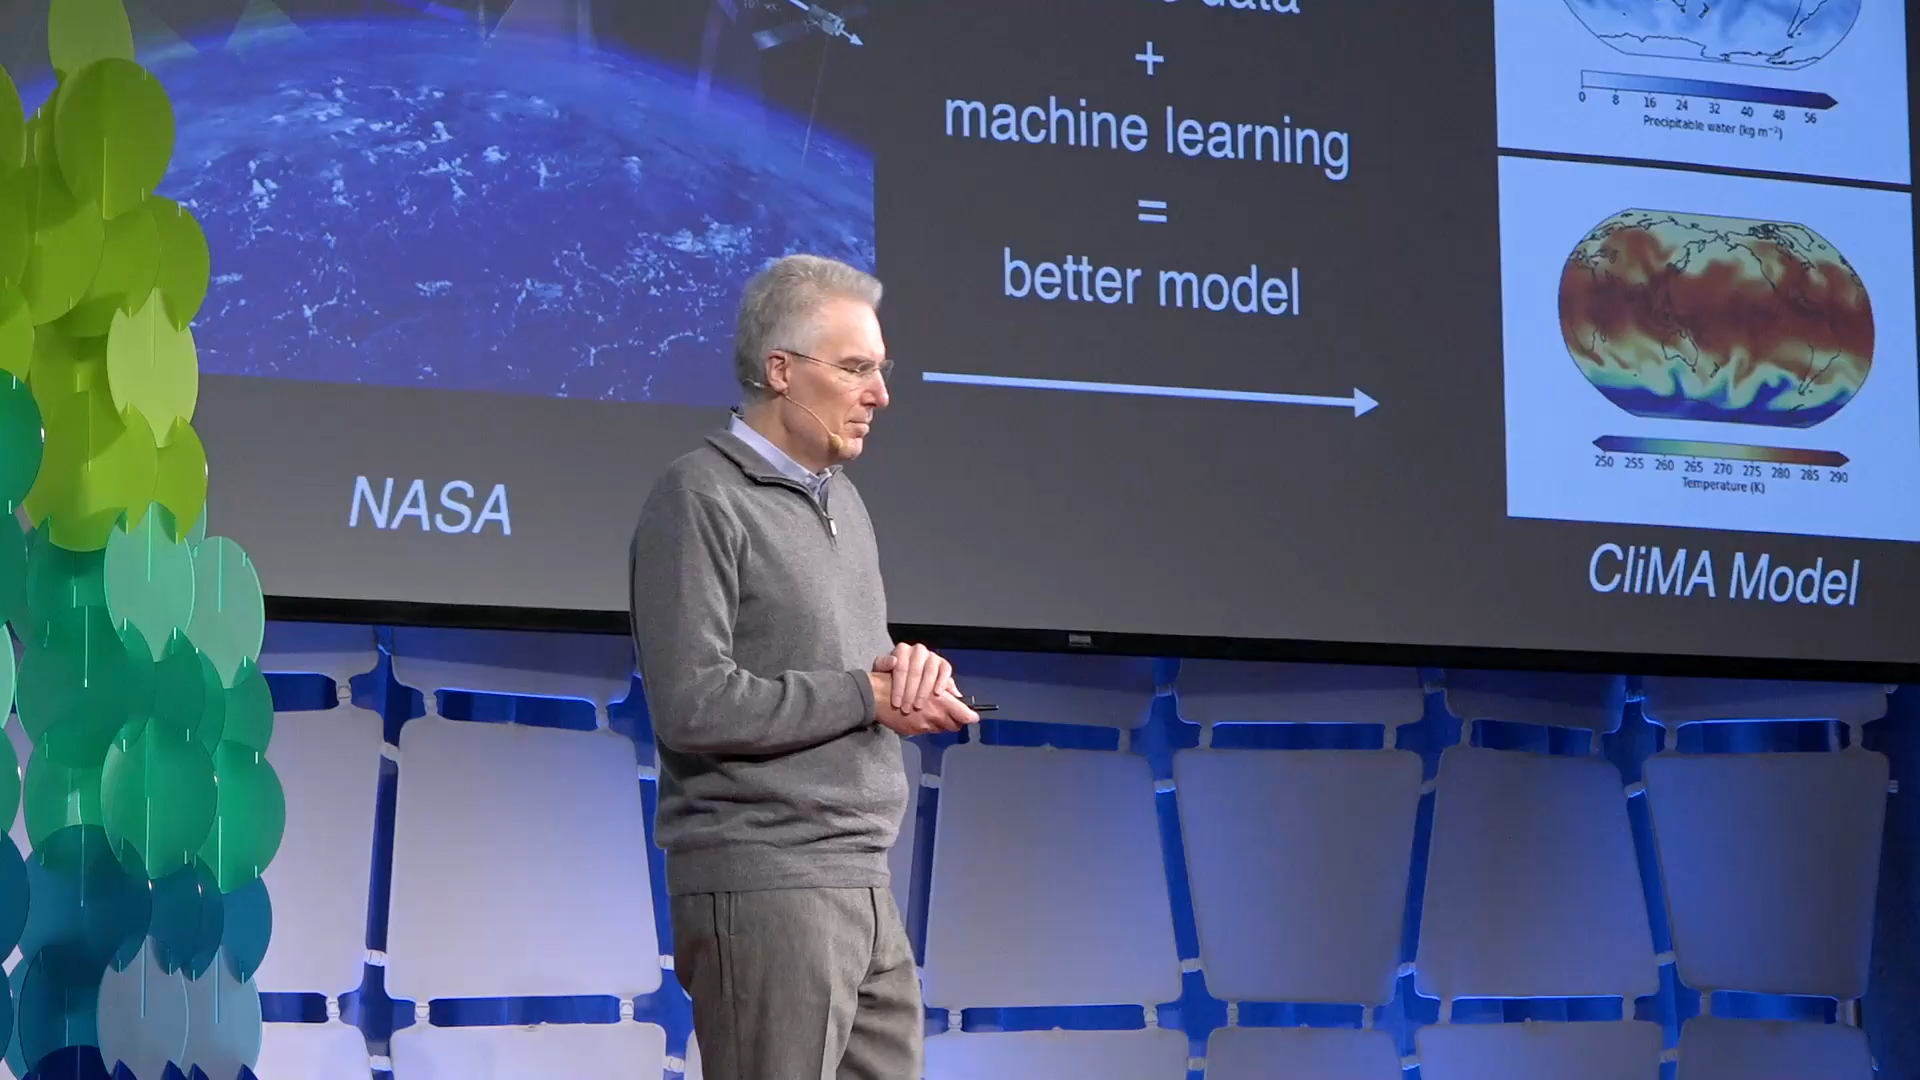 data
+
machine learning
=
better model
NASA
0 8 16 24 32 40 48 56
Precipitable water (kg m⁻²)
250 255 260 265 270 275 280 285 290
Temperature (K)
CliMA Model